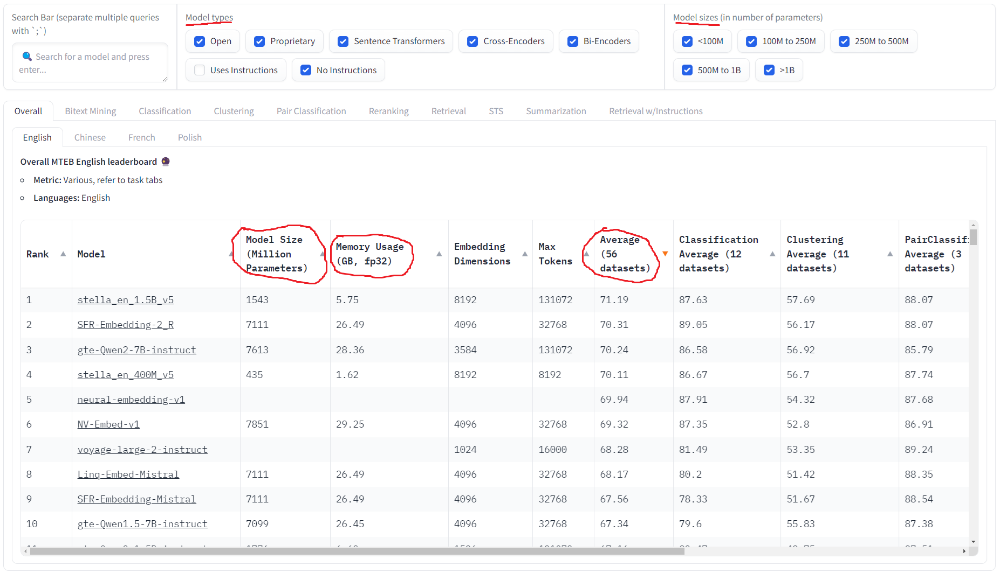 Search Bar (separate multiple queries
with `;`)
Search for a model and press
enter...
Model types
Open
Proprietary
Sentence Transformers
Cross-Encoders
Bi-Encoders
Uses Instructions
No Instructions
Model sizes (in number of parameters)
<100M
100M to 250M
250M to 500M
500M to 1B
>1B
Overall Bitext Mining Classification Clustering Pair Classification Reranking Retrieval STS Summarization Retrieval w/Instructions
English Chinese French Polish
Overall MTEB English leaderboard
Metric: Various, refer to task tabs
Languages: English
Rank
Model
Model Size
(Million
Parameters)
Memory Usage
(GB, fp32)
Embedding
Dimensions
Max
Tokens
Average
(56
datasets)
Classification
Average (12
datasets)
Clustering
Average (11
datasets)
PairClassif
Average (3
datasets)
1 stella_en_1.5B_v5 1543 5.75 8192 131072 71.19 87.63 57.69 88.07
2 SFR-Embedding-2_R 7111 26.49 4096 32768 70.31 89.05 56.17 88.07
3 gte-Qwen2-7B-instruct 7613 28.36 3584 131072 70.24 86.58 56.92 85.79
4 stella_en_400M_v5 435 1.62 8192 8192 70.11 86.67 56.7 87.74
5 neural-embedding-v1 69.94 87.91 54.32 87.68
6 NV-Embed-v1 7851 29.25 4096 32768 69.32 87.35 52.8 86.91
7 voyage-large-2-instruct 1024 16000 68.28 81.49 53.35 89.24
8 Linq-Embed-Mistral 7111 26.49 4096 32768 68.17 80.2 51.42 88.35
9 SFR-Embedding-Mistral 7111 26.49 4096 32768 67.56 78.33 51.67 88.54
10 gte-Qwen1.5-7B-instruct 7099 26.45 4096 32768 67.34 79.6 55.83 87.38